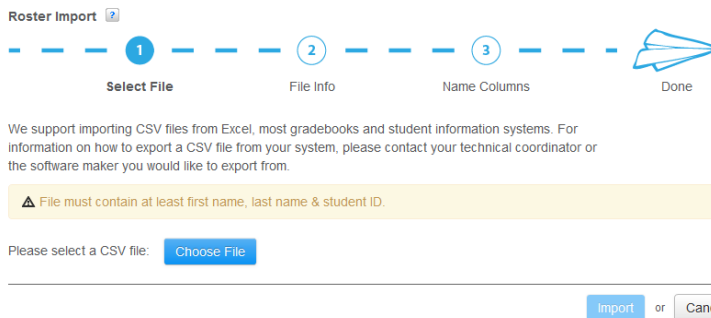 Roster Import ?
1 2 3
Select File File Info Name Columns Done
We support importing CSV files from Excel, most gradebooks and student information systems. For
information on how to export a CSV file from your system, please contact your technical coordinator or
the software maker you would like to export from.
File must contain at least first name, last name & student ID.
Please select a CSV file: Choose File
Import or Can